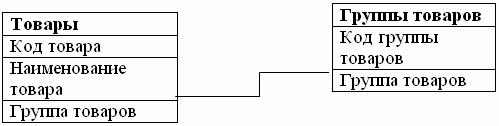 Товары
Код товара
Наименование
товара
Группа товаров
Группы товаров
Код группы
товаров
Группа товаров